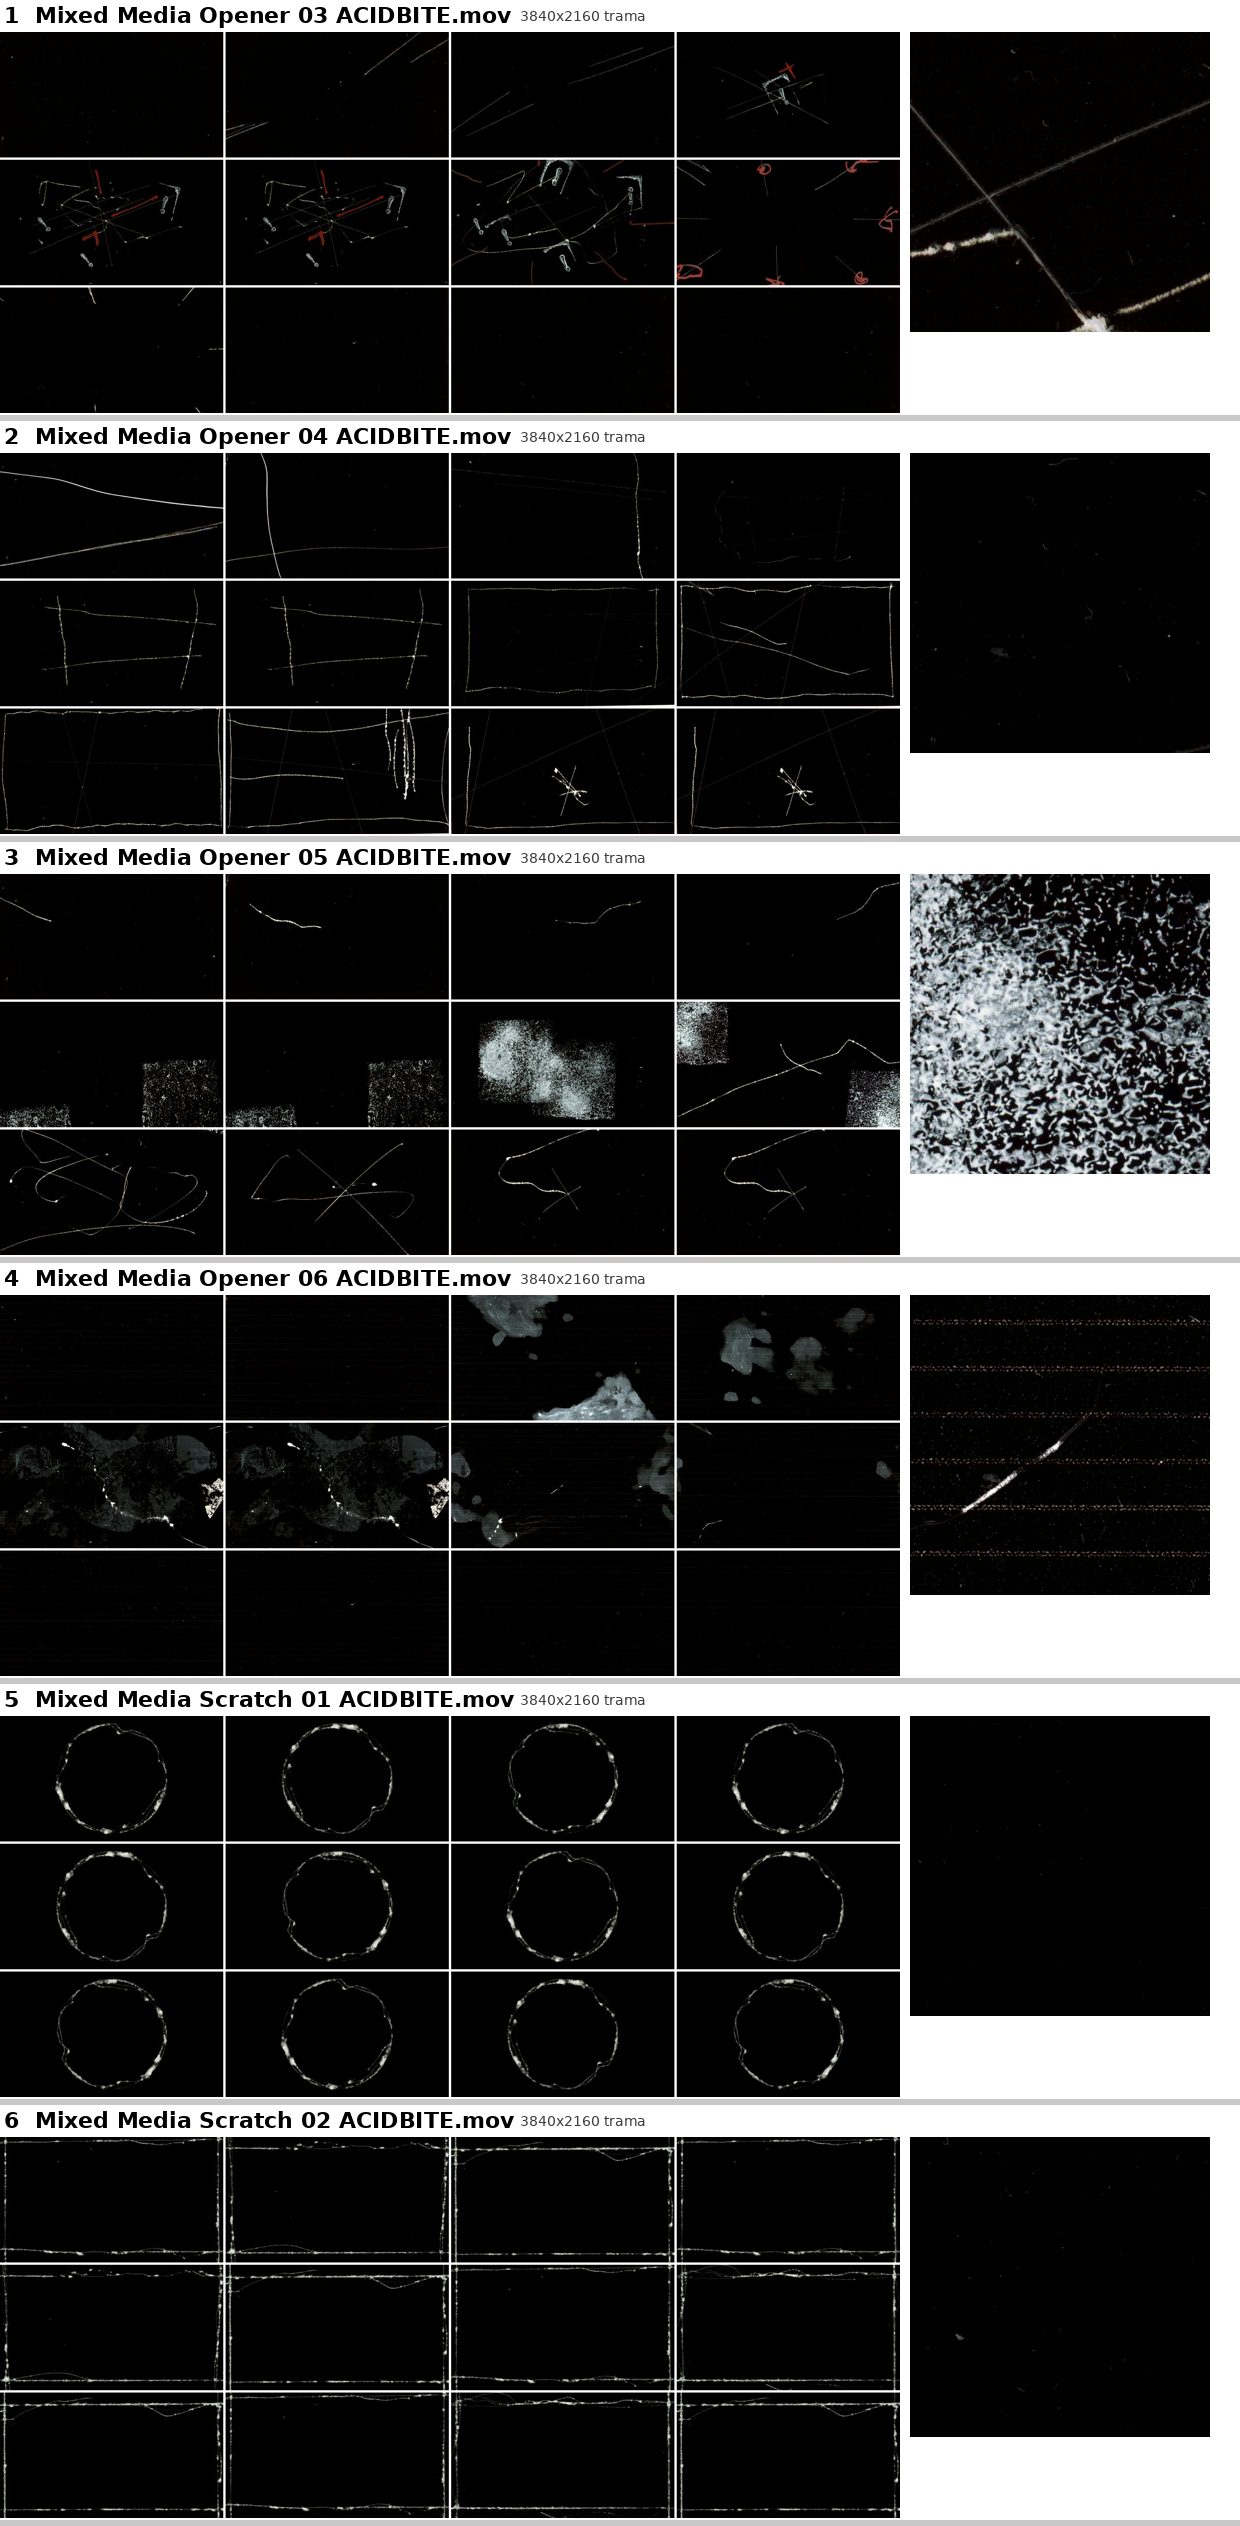 1 Mixed Media Opener 03 ACIDBITE.mov 3840x2160 trama
2 Mixed Media Opener 04 ACIDBITE.mov 3840x2160 trama
3 Mixed Media Opener 05 ACIDBITE.mov 3840x2160 trama
4 Mixed Media Opener 06 ACIDBITE.mov 3840x2160 trama
5 Mixed Media Scratch 01 ACIDBITE.mov 3840x2160 trama
6 Mixed Media Scratch 02 ACIDBITE.mov 3840x2160 trama